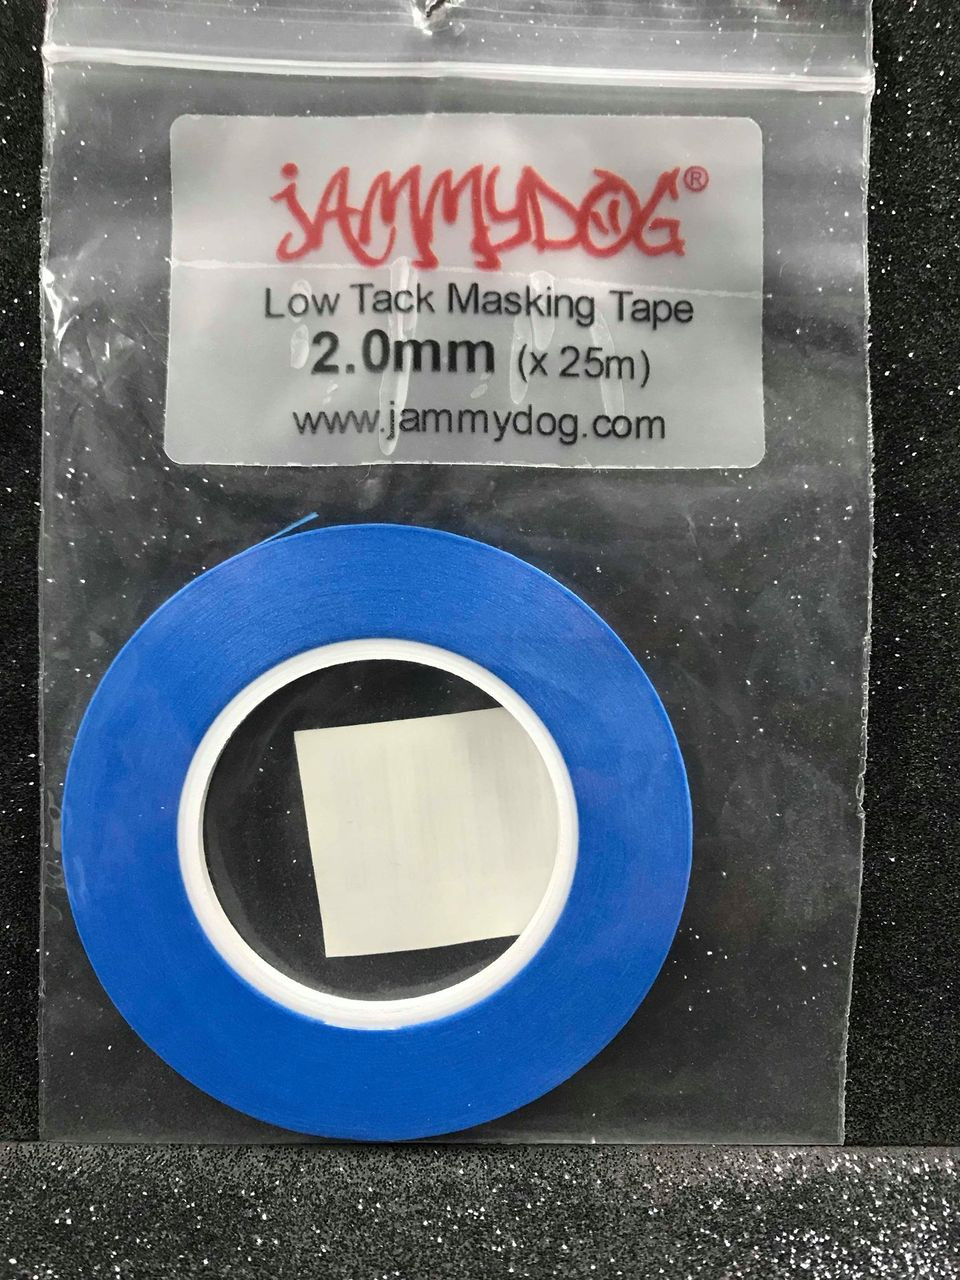 JAMMYDOG®
Low Tack Masking Tape
2.0mm (x 25m)
www.jammydog.com